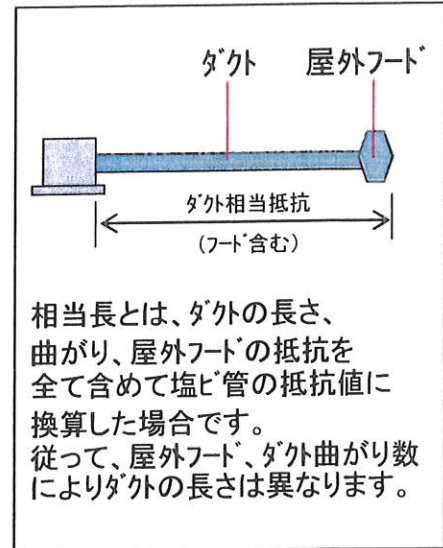 ﾀﾞｸﾄ 屋外ﾌｰﾄﾞ
ﾀﾞｸﾄ相当抵抗
(ﾌｰﾄﾞ含む)
相当長とは、ﾀﾞｸﾄの長さ、
曲がり、屋外ﾌｰﾄﾞの抵抗を
全て含めて塩ﾋﾞ管の抵抗値に
換算した場合です。
従って、屋外ﾌｰﾄﾞ、ﾀﾞｸﾄ曲がり数
によりﾀﾞｸﾄの長さは異なります。